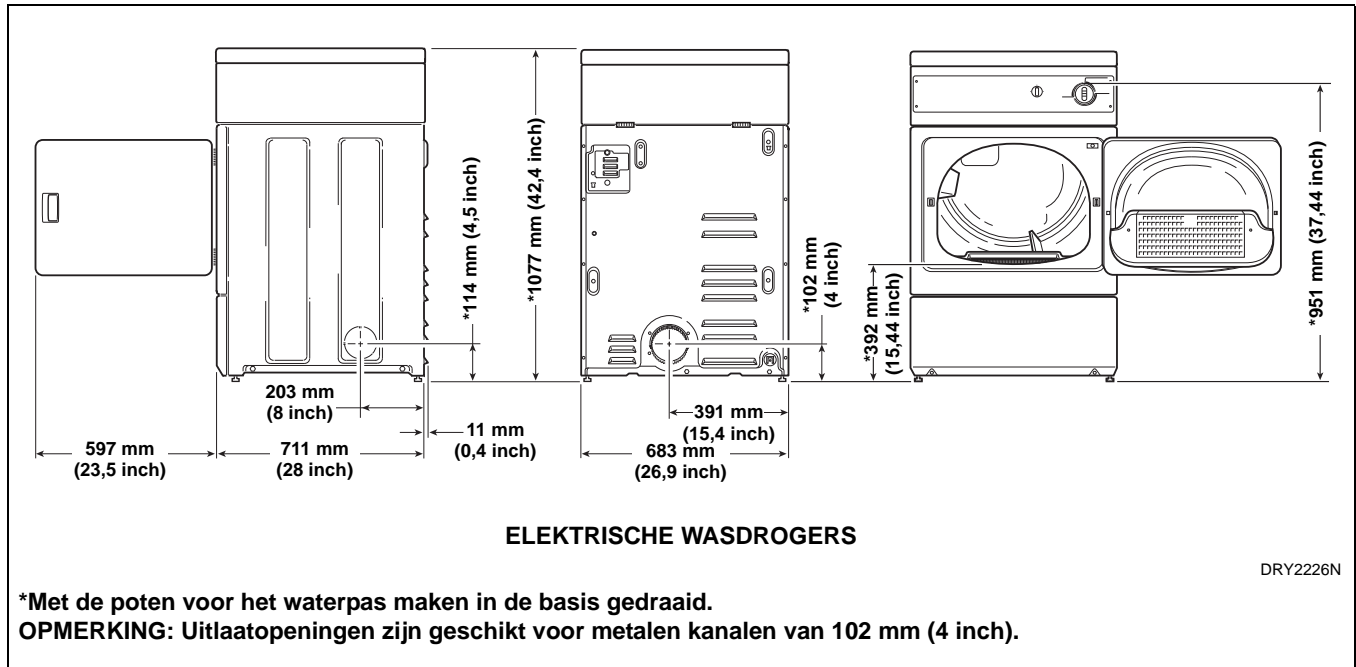 *114 mm (4,5 inch)
*1077 mm (42,4 inch)
*102 mm
(4 inch)
*392 mm
(15,44 inch)
*951 mm (37,44 inch)
203 mm
(8 inch)
11 mm
(0,4 inch)
391 mm
(15,4 inch)
597 mm
(23,5 inch)
711 mm
(28 inch)
683 mm
(26,9 inch)
ELEKTRISCHE WASDROGERS
DRY2226N
*Met de poten voor het waterpas maken in de basis gedraaid.
OPMERKING: Uitlaatopeningen zijn geschikt voor metalen kanalen van 102 mm (4 inch).